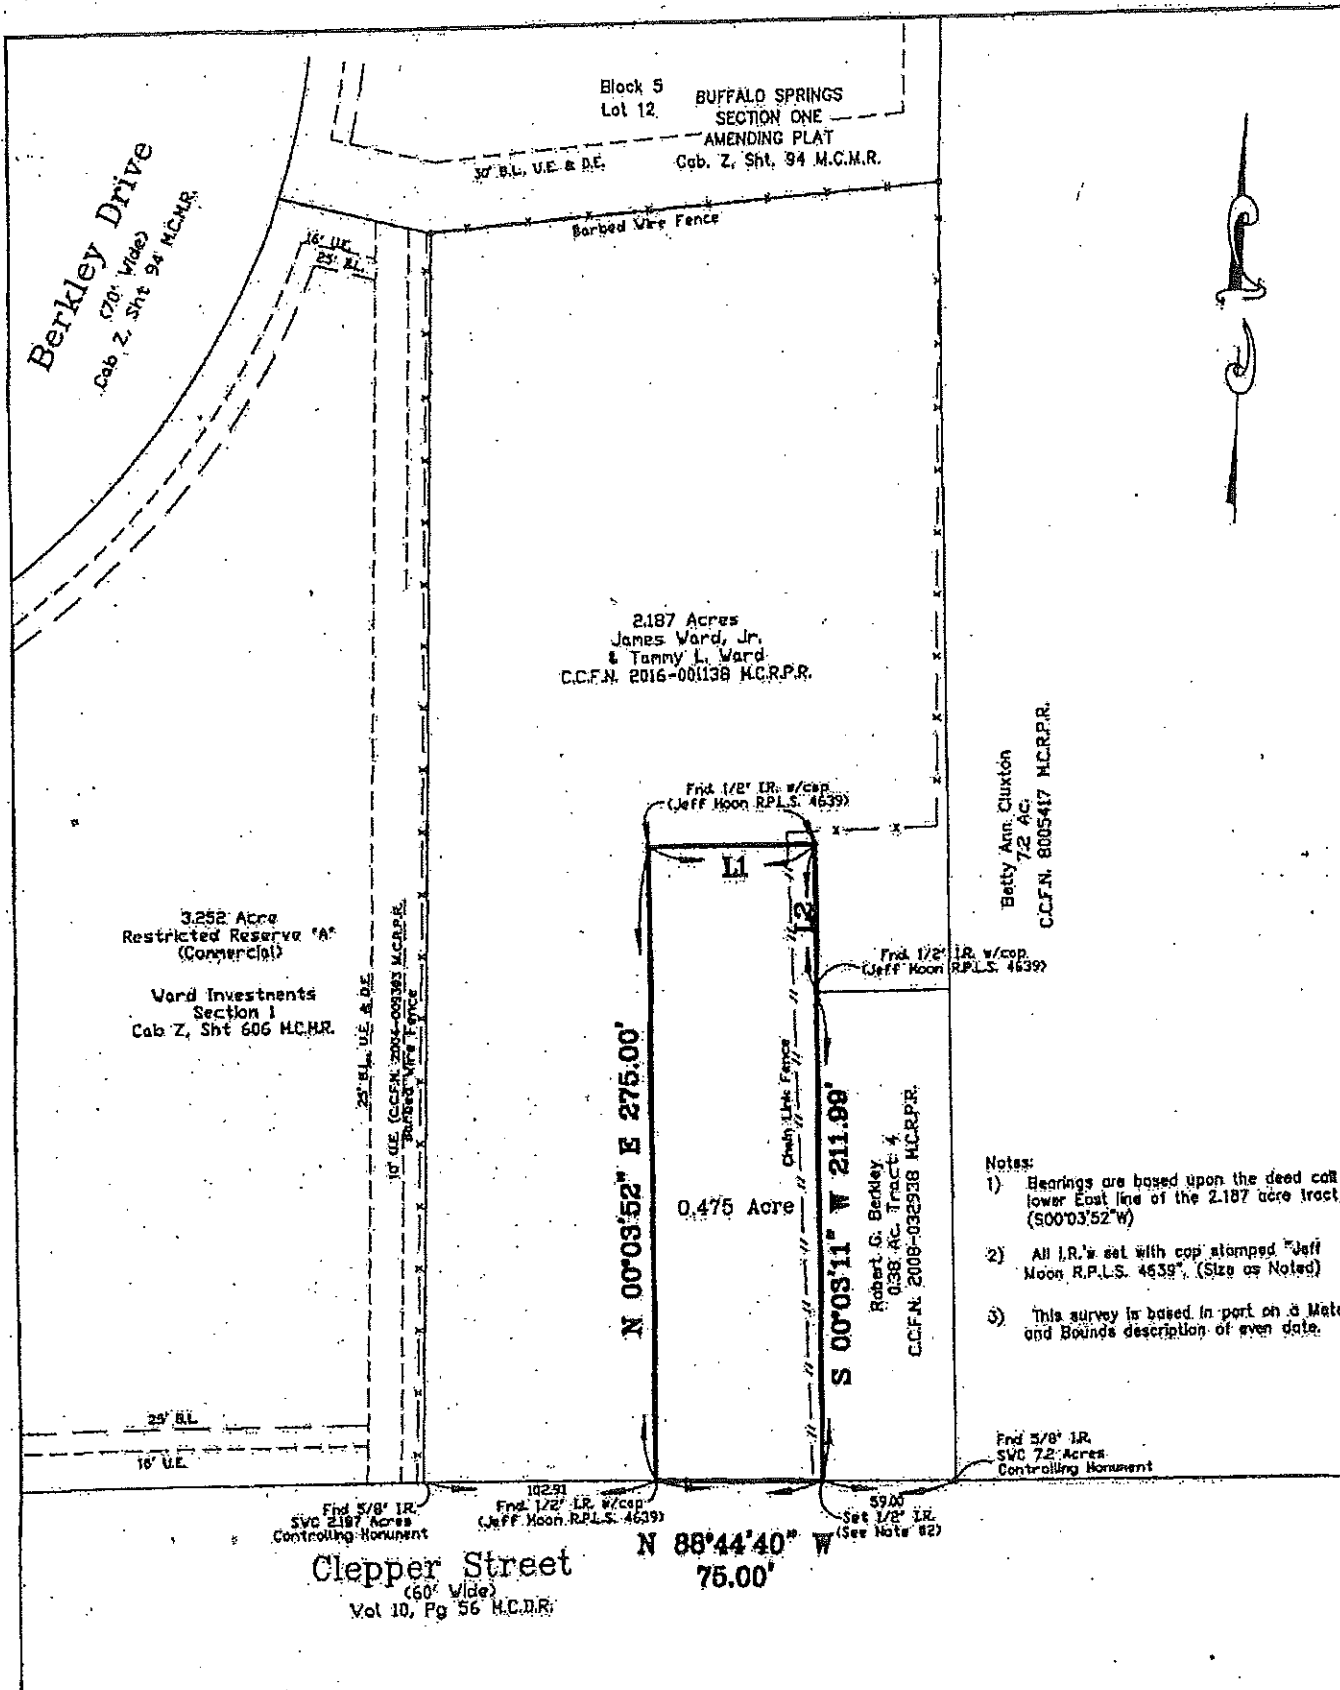 Block 5
Lot 12
BUFFALO SPRINGS
SECTION ONE
AMENDING PLAT
Cab. Z, Sht. 94 M.C.M.R.
30' B.L., U.E. & D.E.
Barbed Wire Fence
Berkley Drive
(70' Wide)
Cab Z, Sht 94 M.C.M.R.
16' U.E.
25' B.L.
2.187 Acres
James Ward, Jr.
& Tammy L. Ward
C.C.F.N. 2016-001138 M.C.R.P.R.
Fnd. 1/2" I.R. w/cap
(Jeff Moon R.P.L.S. 4639)
L1
L2
Betty Ann Cluxton
7.2 Ac.
C.C.F.N. 8005417 M.C.R.P.R.
3.252 Acre
Restricted Reserve "A"
(Commercial)
Ward Investments
Section 1
Cab Z, Sht 606 M.C.M.R.
25' B.L., U.E. & D.E.
10' U.E. (C.C.F.N. 2004-009383 M.C.R.P.R.
Barbed Wire Fence
Fnd. 1/2" I.R. w/cap
(Jeff Moon R.P.L.S. 4639)
N 00°03'52" E 275.00'
Chain Link Fence
S 00°03'11" W 211.99'
0.475 Acre
Robert G. Berkley
0.38 Ac. Tract 4
C.C.F.N. 2008-032938 M.C.R.P.R.
Notes:
1) Bearings are based upon the deed call
lower East line of the 2.187 acre tract
(S00°03'52"W)
2) All I.R.'s set with cap stamped "Jeff
Moon R.P.L.S. 4639". (Size as Noted)
3) This survey is based in part on a Mete
and Bounds description of even date.
25' B.L.
16' U.E.
Fnd 5/8" I.R.
SWC 7.2 Acres
Controlling Monument
102.91
59.00
Fnd 5/8" I.R.
SWC 2.187 Acres
Controlling Monument
Fnd. 1/2" I.R. w/cap
(Jeff Moon R.P.L.S. 4639)
Set 1/2" I.R.
(See Note #2)
N 88°44'40" W
75.00'
Clepper Street
(60' Wide)
Vol 10, Pg 56 M.C.D.R.